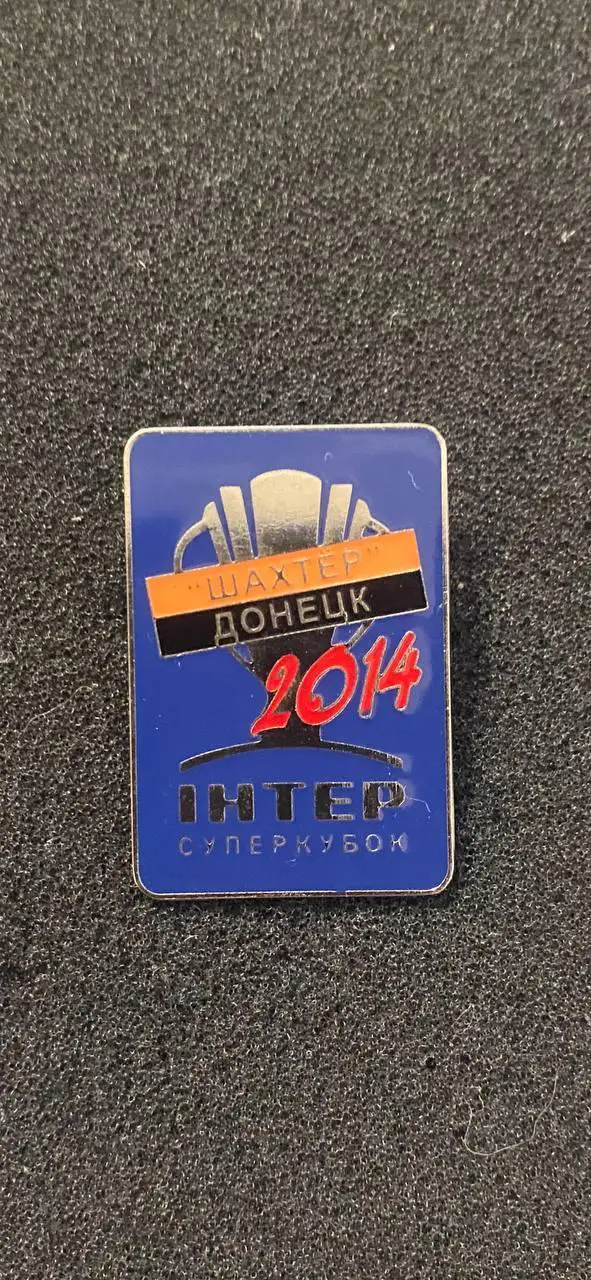 "ШАХТЁР"
ДОНЕЦК
2014
ІНТЕР
СУПЕРКУБОК